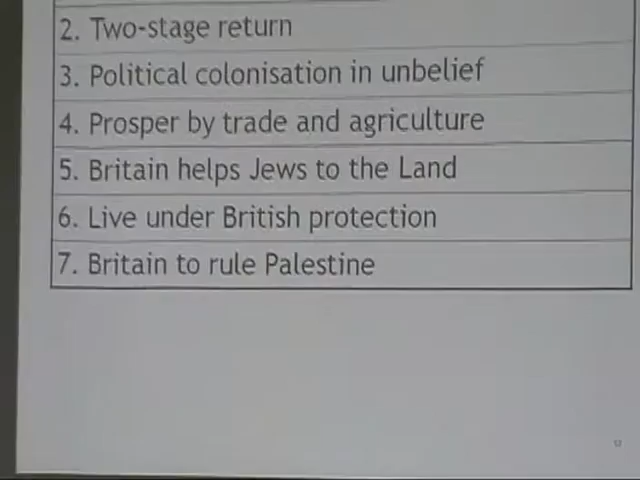 2. Two-stage return
3. Political colonisation in unbelief
4. Prosper by trade and agriculture
5. Britain helps Jews to the Land
6. Live under British protection
7. Britain to rule Palestine